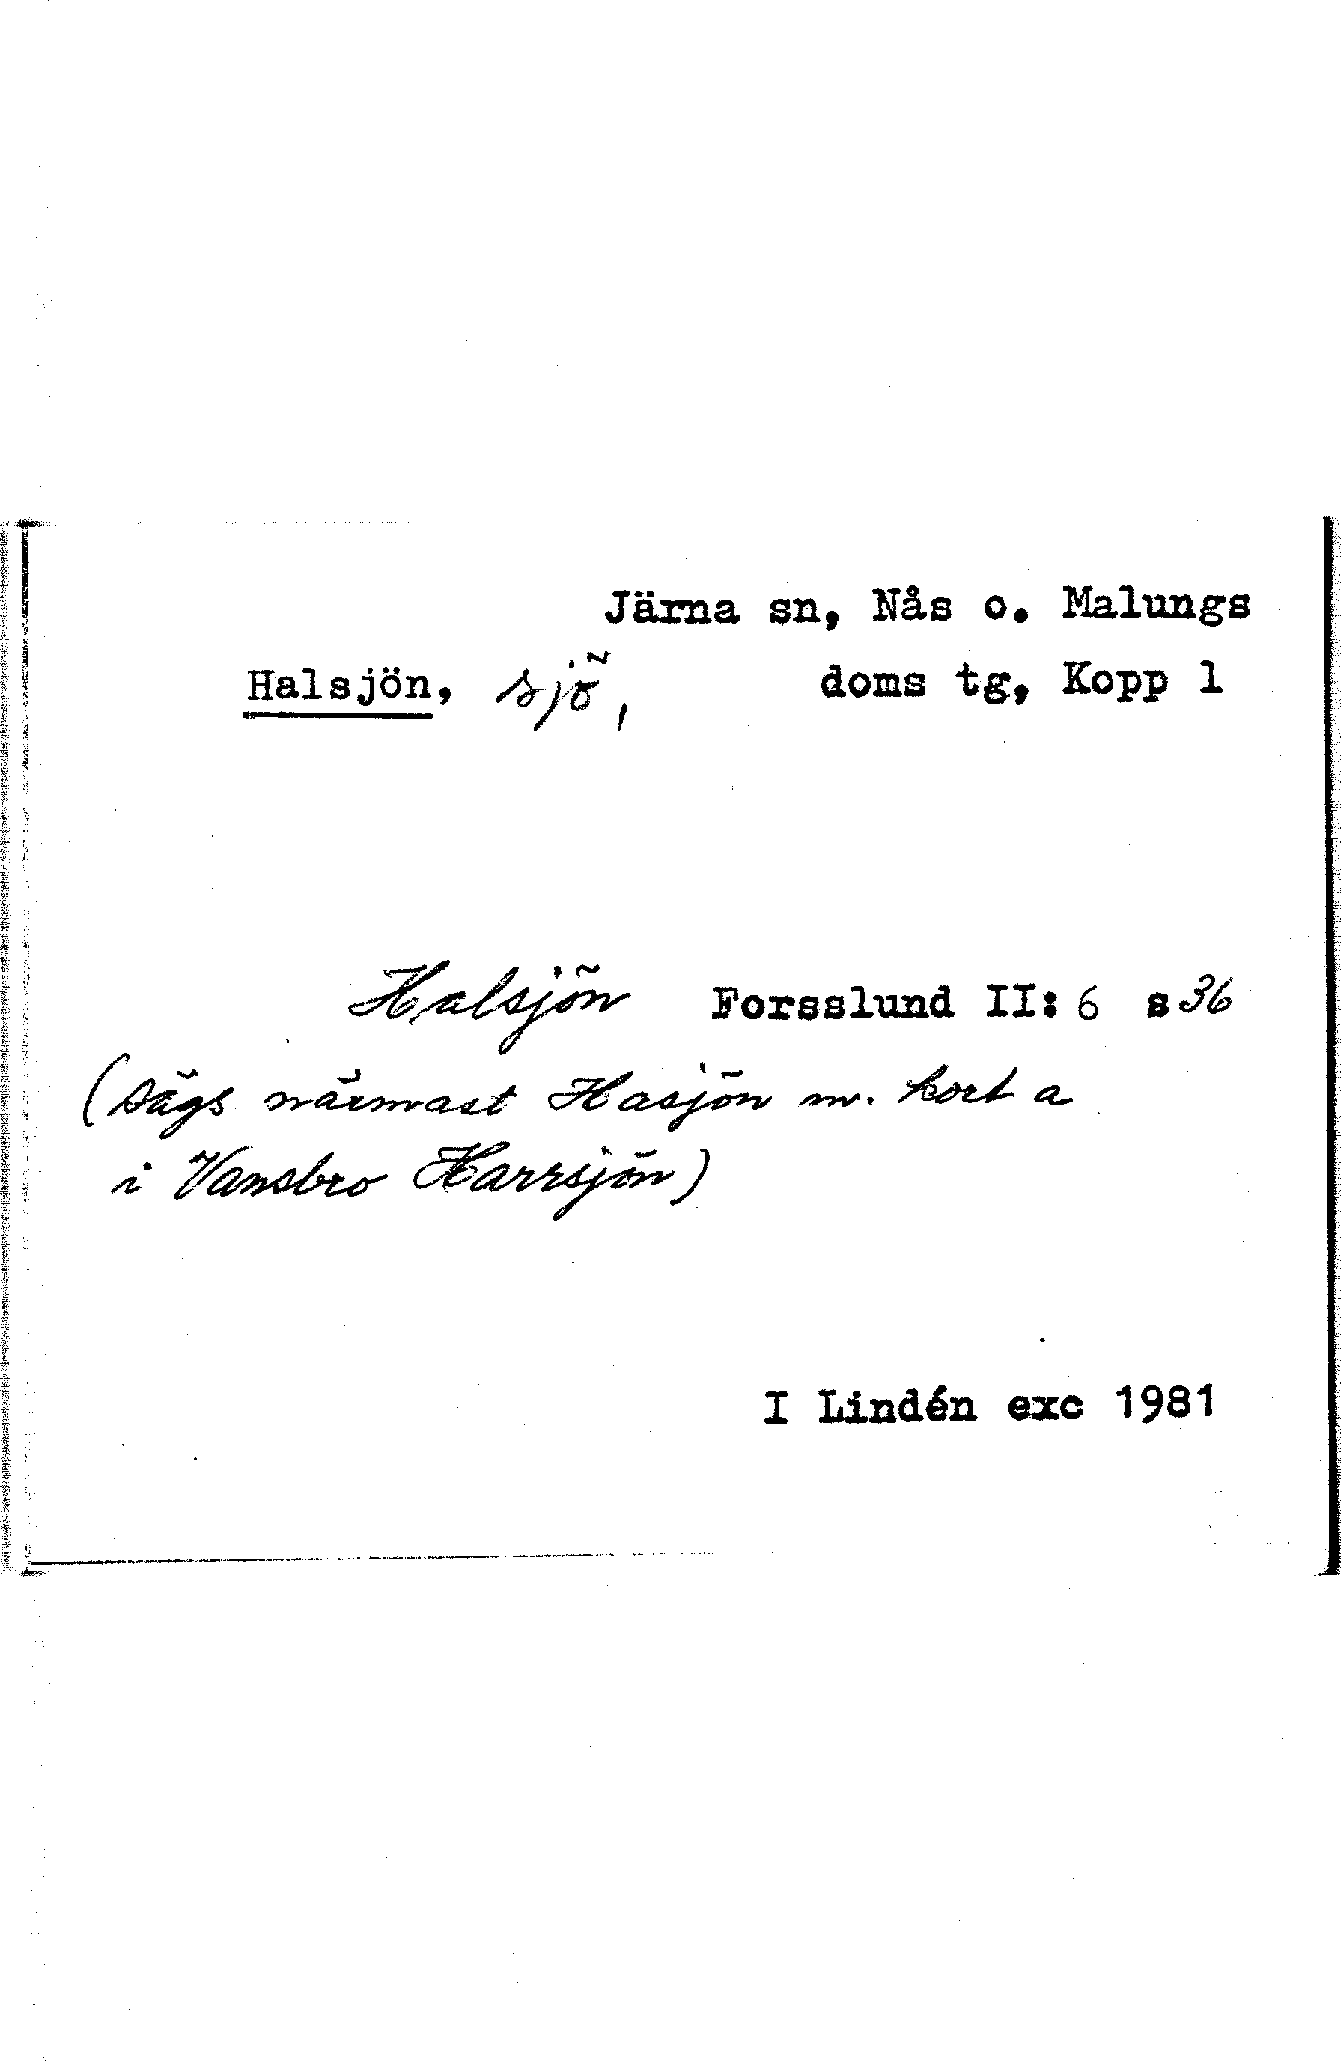 Järna sn, Nås o. Malungs
Halsjön, sjö, doms tg, Kopp l
Halsjön Forsslund II: 6 s 36
(sägs närmast Hasjön m. kort a
i Vansbro Harrsjön)
I Lindén exc 1981